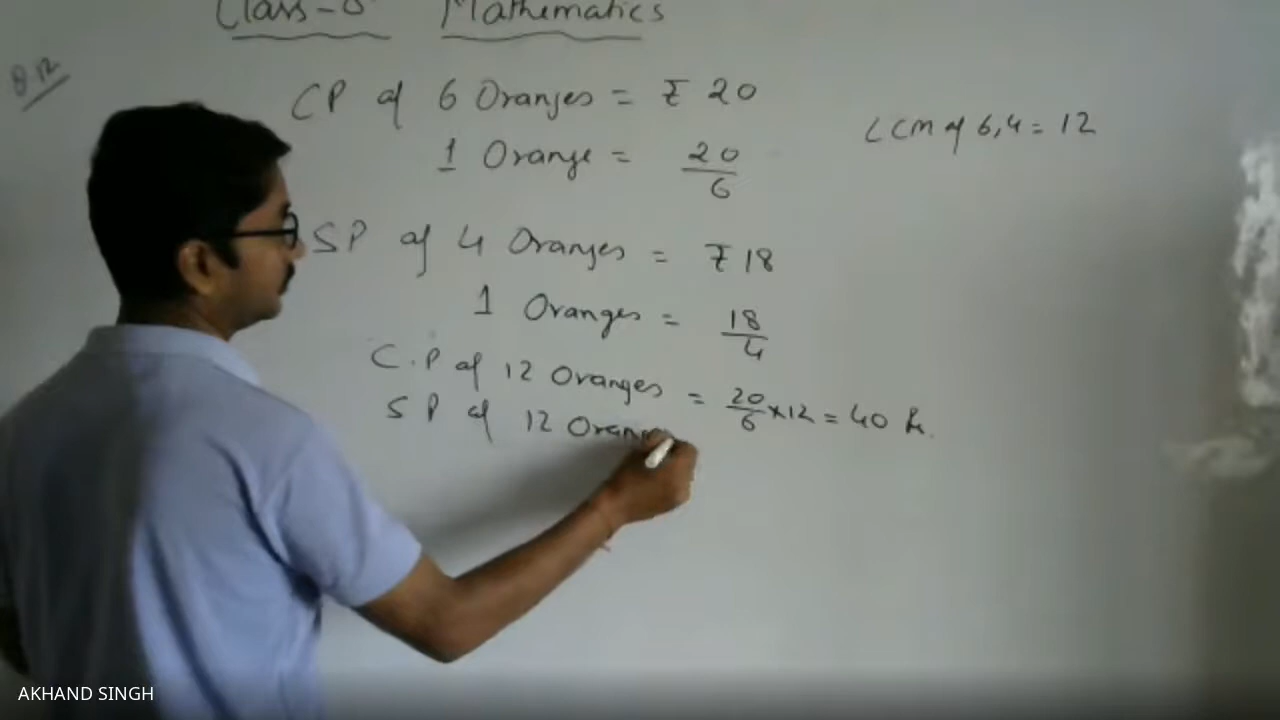 Class-8 Mathematics
Q 12
CP of 6 Oranges = ₹ 20
LCM of 6,4 = 12
1 Orange = 20/6
SP of 4 Oranges = ₹ 18
1 Oranges = 18/4
C.P of 12 Oranges = 20/6 × 12 = 40 Rs.
SP of 12 Orang
AKHAND SINGH